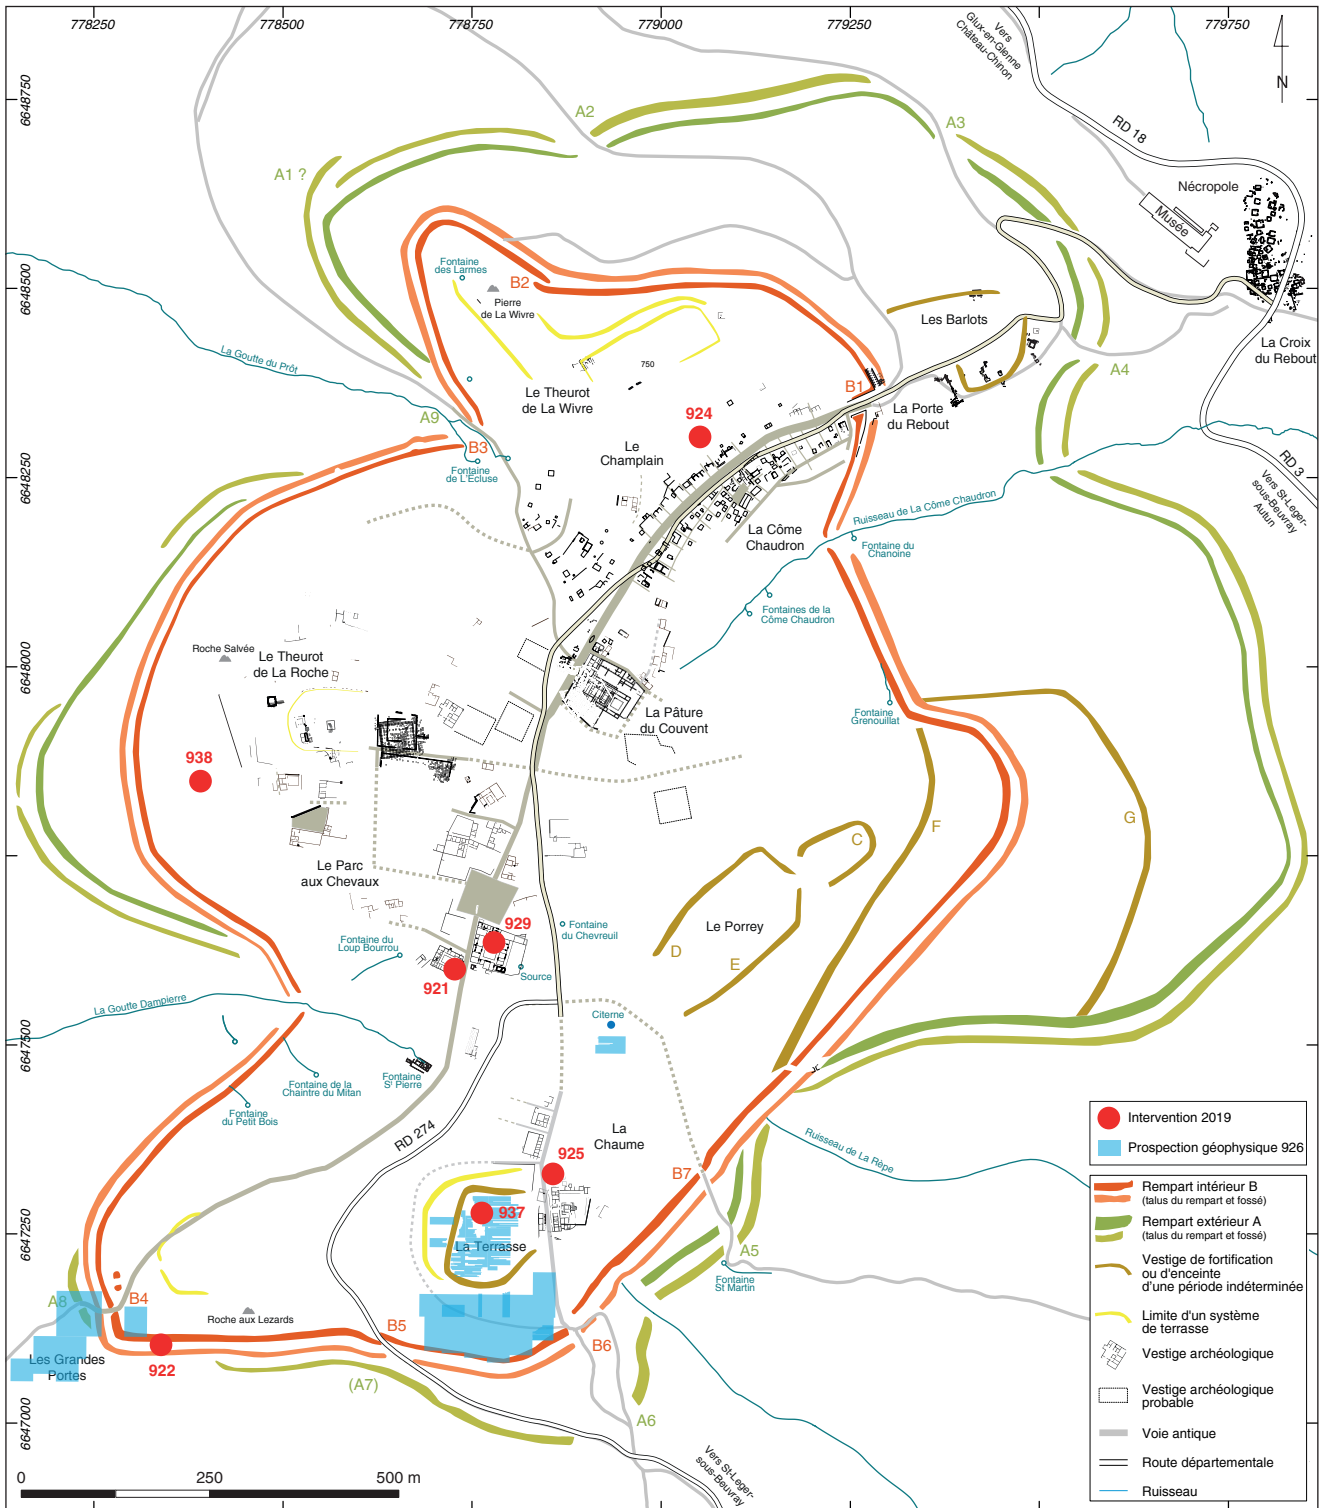 778250
778500
778750
779000
779250
779750
6648750
6648500
6648250
6648000
6647500
6647250
6647000
Vers
Glux-en-Glenne
Château-Chinon
N
A2
A3
RD 18
A1 ?
Nécropole
Musée
Fontaine
des Larmes
B2
Pierre
de La Wivre
Les Barlots
La Croix
du Rebout
La Goutte du Prôt
750
Le Theurot
de La Wivre
B1
A4
A9
924
La Porte
du Rebout
B3
Le
Champlain
Fontaine
de L'Ecluse
RD 3
Vers St-Leger-
sous-Beuvray
Autun
La Côme
Chaudron
Ruisseau de La Côme Chaudron
Fontaine du
Chanoine
Fontaines de la
Côme Chaudron
Roche Salvée
Le Theurot
de La Roche
La Pâture
du Couvent
Fontaine
Grenouillat
938
F
G
C
Le Parc
aux Chevaux
929
Fontaine
du Chevreuil
Le Porrey
D
E
Fontaine du
Loup Bourrou
Source
921
La Goutte Dampierre
Citerne
Fontaine de la
Chaintre du Mitan
Fontaine
St Pierre
Fontaine
du Petit Bois
RD 274
La
Chaume
Ruisseau de La Rèpe
925
B7
937
La Terrasse
A5
Fontaine
St Martin
A8
B4
Roche aux Lezards
B5
B6
Les Grandes
Portes
922
(A7)
A6
Vers St-Leger-
sous-Beuvray
0
250
500 m
Intervention 2019
Prospection géophysique 926
Rempart intérieur B
(talus du rempart et fossé)
Rempart extérieur A
(talus du rempart et fossé)
Vestige de fortification
ou d'enceinte
d'une période indéterminée
Limite d'un système
de terrasse
Vestige archéologique
Vestige archéologique
probable
Voie antique
Route départementale
Ruisseau